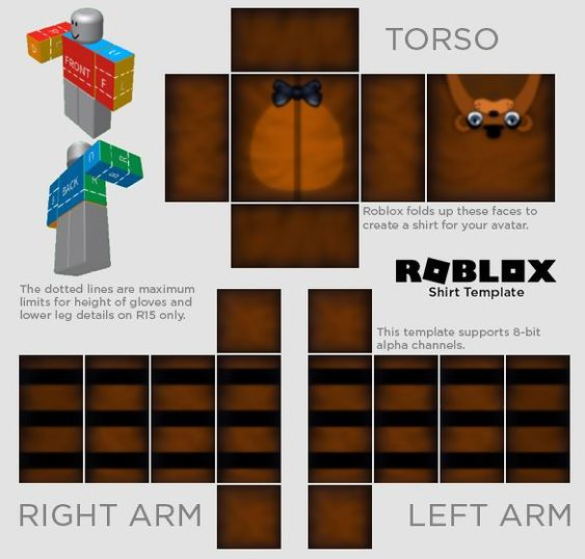 TORSO
FRONT
F
L
BACK
Roblox folds up these faces to
create a shirt for your avatar.
ROBLOX
Shirt Template
The dotted lines are maximum
limits for height of gloves and
lower leg details on R15 only.
This template supports 8-bit
alpha channels.
RIGHT ARM
LEFT ARM